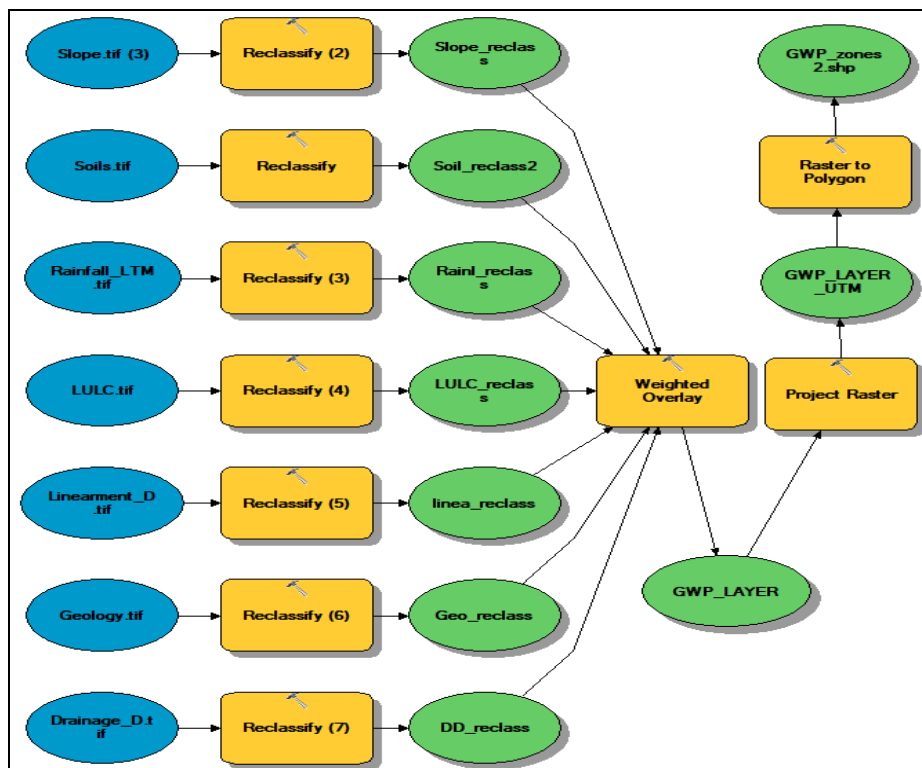 Slope.tif (3)
Reclassify (2)
Slope_reclas
s
GWP_zones
2.shp
Soils.tif
Reclassify
Soil_reclass2
Raster to
Polygon
Rainfall_LTM
.tif
Reclassify (3)
Rainl_reclas
s
GWP_LAYER
_UTM
LULC.tif
Reclassify (4)
LULC_reclas
s
Weighted
Overlay
Project Raster
Linearment_D
.tif
Reclassify (5)
linea_reclass
Geology.tif
Reclassify (6)
Geo_reclass
GWP_LAYER
Drainage_D.t
if
Reclassify (7)
DD_reclass